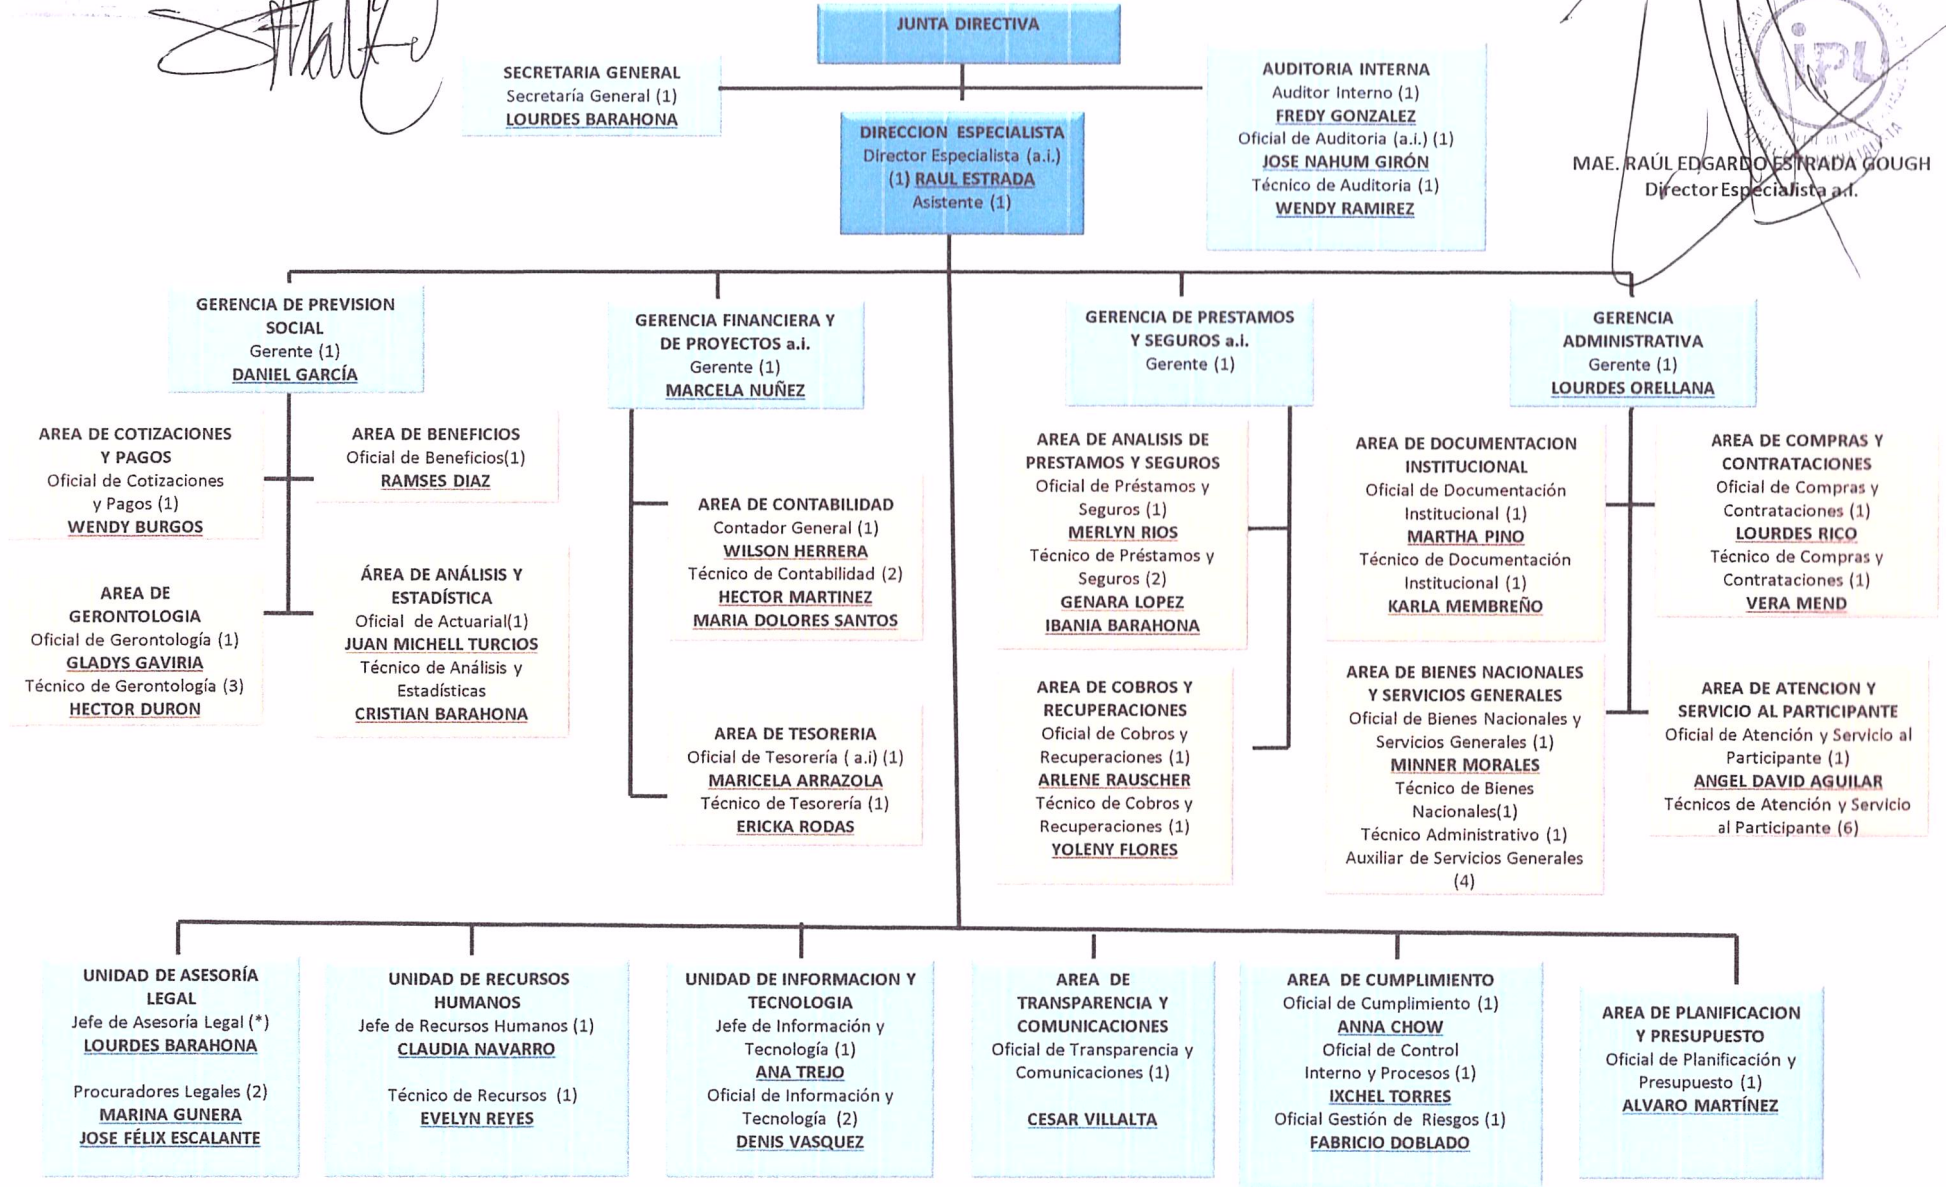 JUNTA DIRECTIVA
SECRETARIA GENERAL
Secretaría General (1)
LOURDES BARAHONA
AUDITORIA INTERNA
Auditor Interno (1)
FREDY GONZALEZ
Oficial de Auditoria (a.i.) (1)
JOSE NAHUM GIRÓN
Técnico de Auditoria (1)
WENDY RAMIREZ
ipl
MAE. RAÚL EDGARDO ESTRADA GOUGH
Director Especialista a.I.
DIRECCION ESPECIALISTA
Director Especialista (a.i.)
(1) RAUL ESTRADA
Asistente (1)
GERENCIA DE PREVISION
SOCIAL
Gerente (1)
DANIEL GARCÍA
GERENCIA FINANCIERA Y
DE PROYECTOS a.i.
Gerente (1)
MARCELA NUÑEZ
GERENCIA DE PRESTAMOS
Y SEGUROS a.i.
Gerente (1)
GERENCIA
ADMINISTRATIVA
Gerente (1)
LOURDES ORELLANA
AREA DE COTIZACIONES
Y PAGOS
Oficial de Cotizaciones
y Pagos (1)
WENDY BURGOS
AREA DE BENEFICIOS
Oficial de Beneficios(1)
RAMSES DIAZ
AREA DE
GERONTOLOGIA
Oficial de Gerontología (1)
GLADYS GAVIRIA
Técnico de Gerontología (3)
HECTOR DURON
ÁREA DE ANÁLISIS Y
ESTADÍSTICA
Oficial de Actuarial(1)
JUAN MICHELL TURCIOS
Técnico de Análisis y
Estadísticas
CRISTIAN BARAHONA
AREA DE CONTABILIDAD
Contador General (1)
WILSON HERRERA
Técnico de Contabilidad (2)
HECTOR MARTINEZ
MARIA DOLORES SANTOS
AREA DE TESORERIA
Oficial de Tesorería ( a.i) (1)
MARICELA ARRAZOLA
Técnico de Tesorería (1)
ERICKA RODAS
AREA DE ANALISIS DE
PRESTAMOS Y SEGUROS
Oficial de Préstamos y
Seguros (1)
MERLYN RIOS
Técnico de Préstamos y
Seguros (2)
GENARA LOPEZ
IBANIA BARAHONA
AREA DE COBROS Y
RECUPERACIONES
Oficial de Cobros y
Recuperaciones (1)
ARLENE RAUSCHER
Técnico de Cobros y
Recuperaciones (1)
YOLENY FLORES
AREA DE DOCUMENTACION
INSTITUCIONAL
Oficial de Documentación
Institucional (1)
MARTHA PINO
Técnico de Documentación
Institucional (1)
KARLA MEMBREÑO
AREA DE COMPRAS Y
CONTRATACIONES
Oficial de Compras y
Contrataciones (1)
LOURDES RICO
Técnico de Compras y
Contrataciones (1)
VERA MEND
AREA DE BIENES NACIONALES
Y SERVICIOS GENERALES
Oficial de Bienes Nacionales y
Servicios Generales (1)
MINNER MORALES
Técnico de Bienes
Nacionales(1)
Técnico Administrativo (1)
Auxiliar de Servicios Generales
(4)
AREA DE ATENCION Y
SERVICIO AL PARTICIPANTE
Oficial de Atención y Servicio al
Participante (1)
ANGEL DAVID AGUILAR
Técnicos de Atención y Servicio
al Participante (6)
UNIDAD DE ASESORÍA
LEGAL
Jefe de Asesoría Legal (*)
LOURDES BARAHONA
Procuradores Legales (2)
MARINA GUNERA
JOSE FÉLIX ESCALANTE
UNIDAD DE RECURSOS
HUMANOS
Jefe de Recursos Humanos (1)
CLAUDIA NAVARRO
Técnico de Recursos (1)
EVELYN REYES
UNIDAD DE INFORMACION Y
TECNOLOGIA
Jefe de Información y
Tecnología (1)
ANA TREJO
Oficial de Información y
Tecnología (2)
DENIS VASQUEZ
AREA DE
TRANSPARENCIA Y
COMUNICACIONES
Oficial de Transparencia y
Comunicaciones (1)
CESAR VILLALTA
AREA DE CUMPLIMIENTO
Oficial de Cumplimiento (1)
ANNA CHOW
Oficial de Control
Interno y Procesos (1)
IXCHEL TORRES
Oficial Gestión de Riesgos (1)
FABRICIO DOBLADO
AREA DE PLANIFICACION
Y PRESUPUESTO
Oficial de Planificación y
Presupuesto (1)
ALVARO MARTÍNEZ